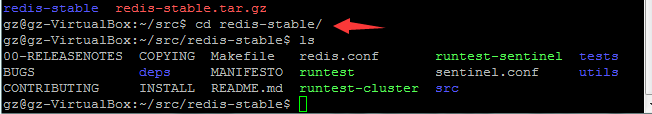 redis-stable  redis-stable.tar.gz
gz@gz-VirtualBox:~/src$ cd redis-stable/
gz@gz-VirtualBox:~/src/redis-stable$ ls
00-RELEASENOTES  COPYING  Makefile   redis.conf       runtest-sentinel  tests
BUGS             deps     MANIFESTO  runtest          sentinel.conf     utils
CONTRIBUTING     INSTALL  README.md  runtest-cluster  src
gz@gz-VirtualBox:~/src/redis-stable$